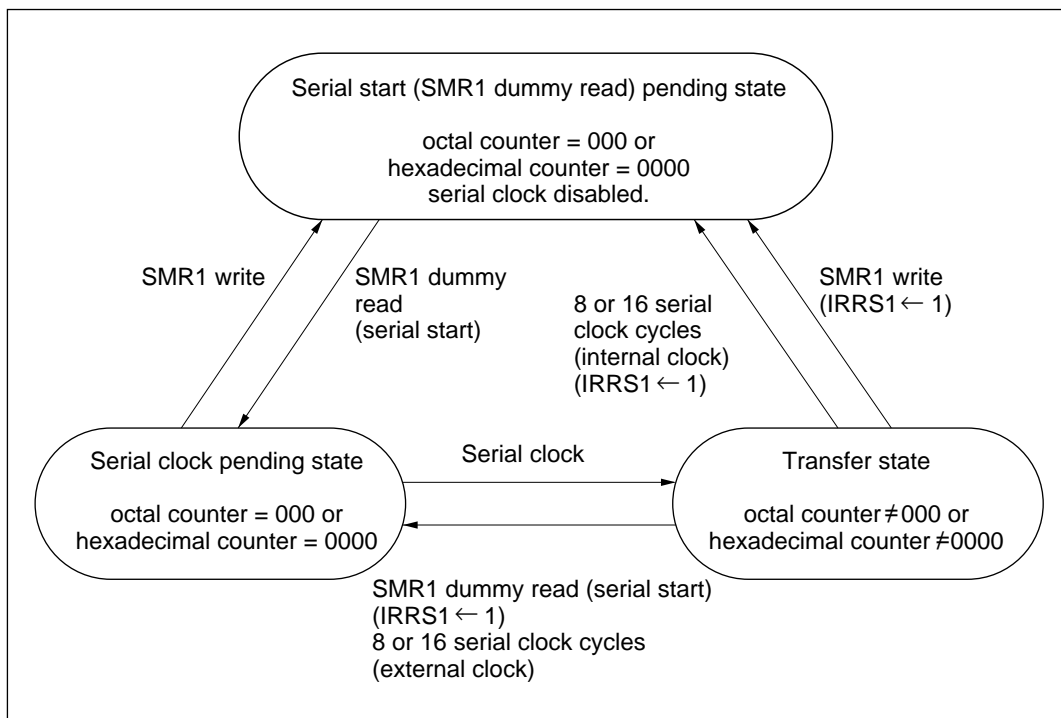 Serial start (SMR1 dummy read) pending state
octal counter = 000 or
hexadecimal counter = 0000
serial clock disabled.
SMR1 write
SMR1 dummy
read
(serial start)
8 or 16 serial
clock cycles
(internal clock)
(IRRS1 ← 1)
SMR1 write
(IRRS1 ← 1)
Serial clock pending state
octal counter = 000 or
hexadecimal counter = 0000
Serial clock
Transfer state
octal counter ≠ 000 or
hexadecimal counter ≠ 0000
SMR1 dummy read (serial start)
(IRRS1 ← 1)
8 or 16 serial clock cycles
(external clock)